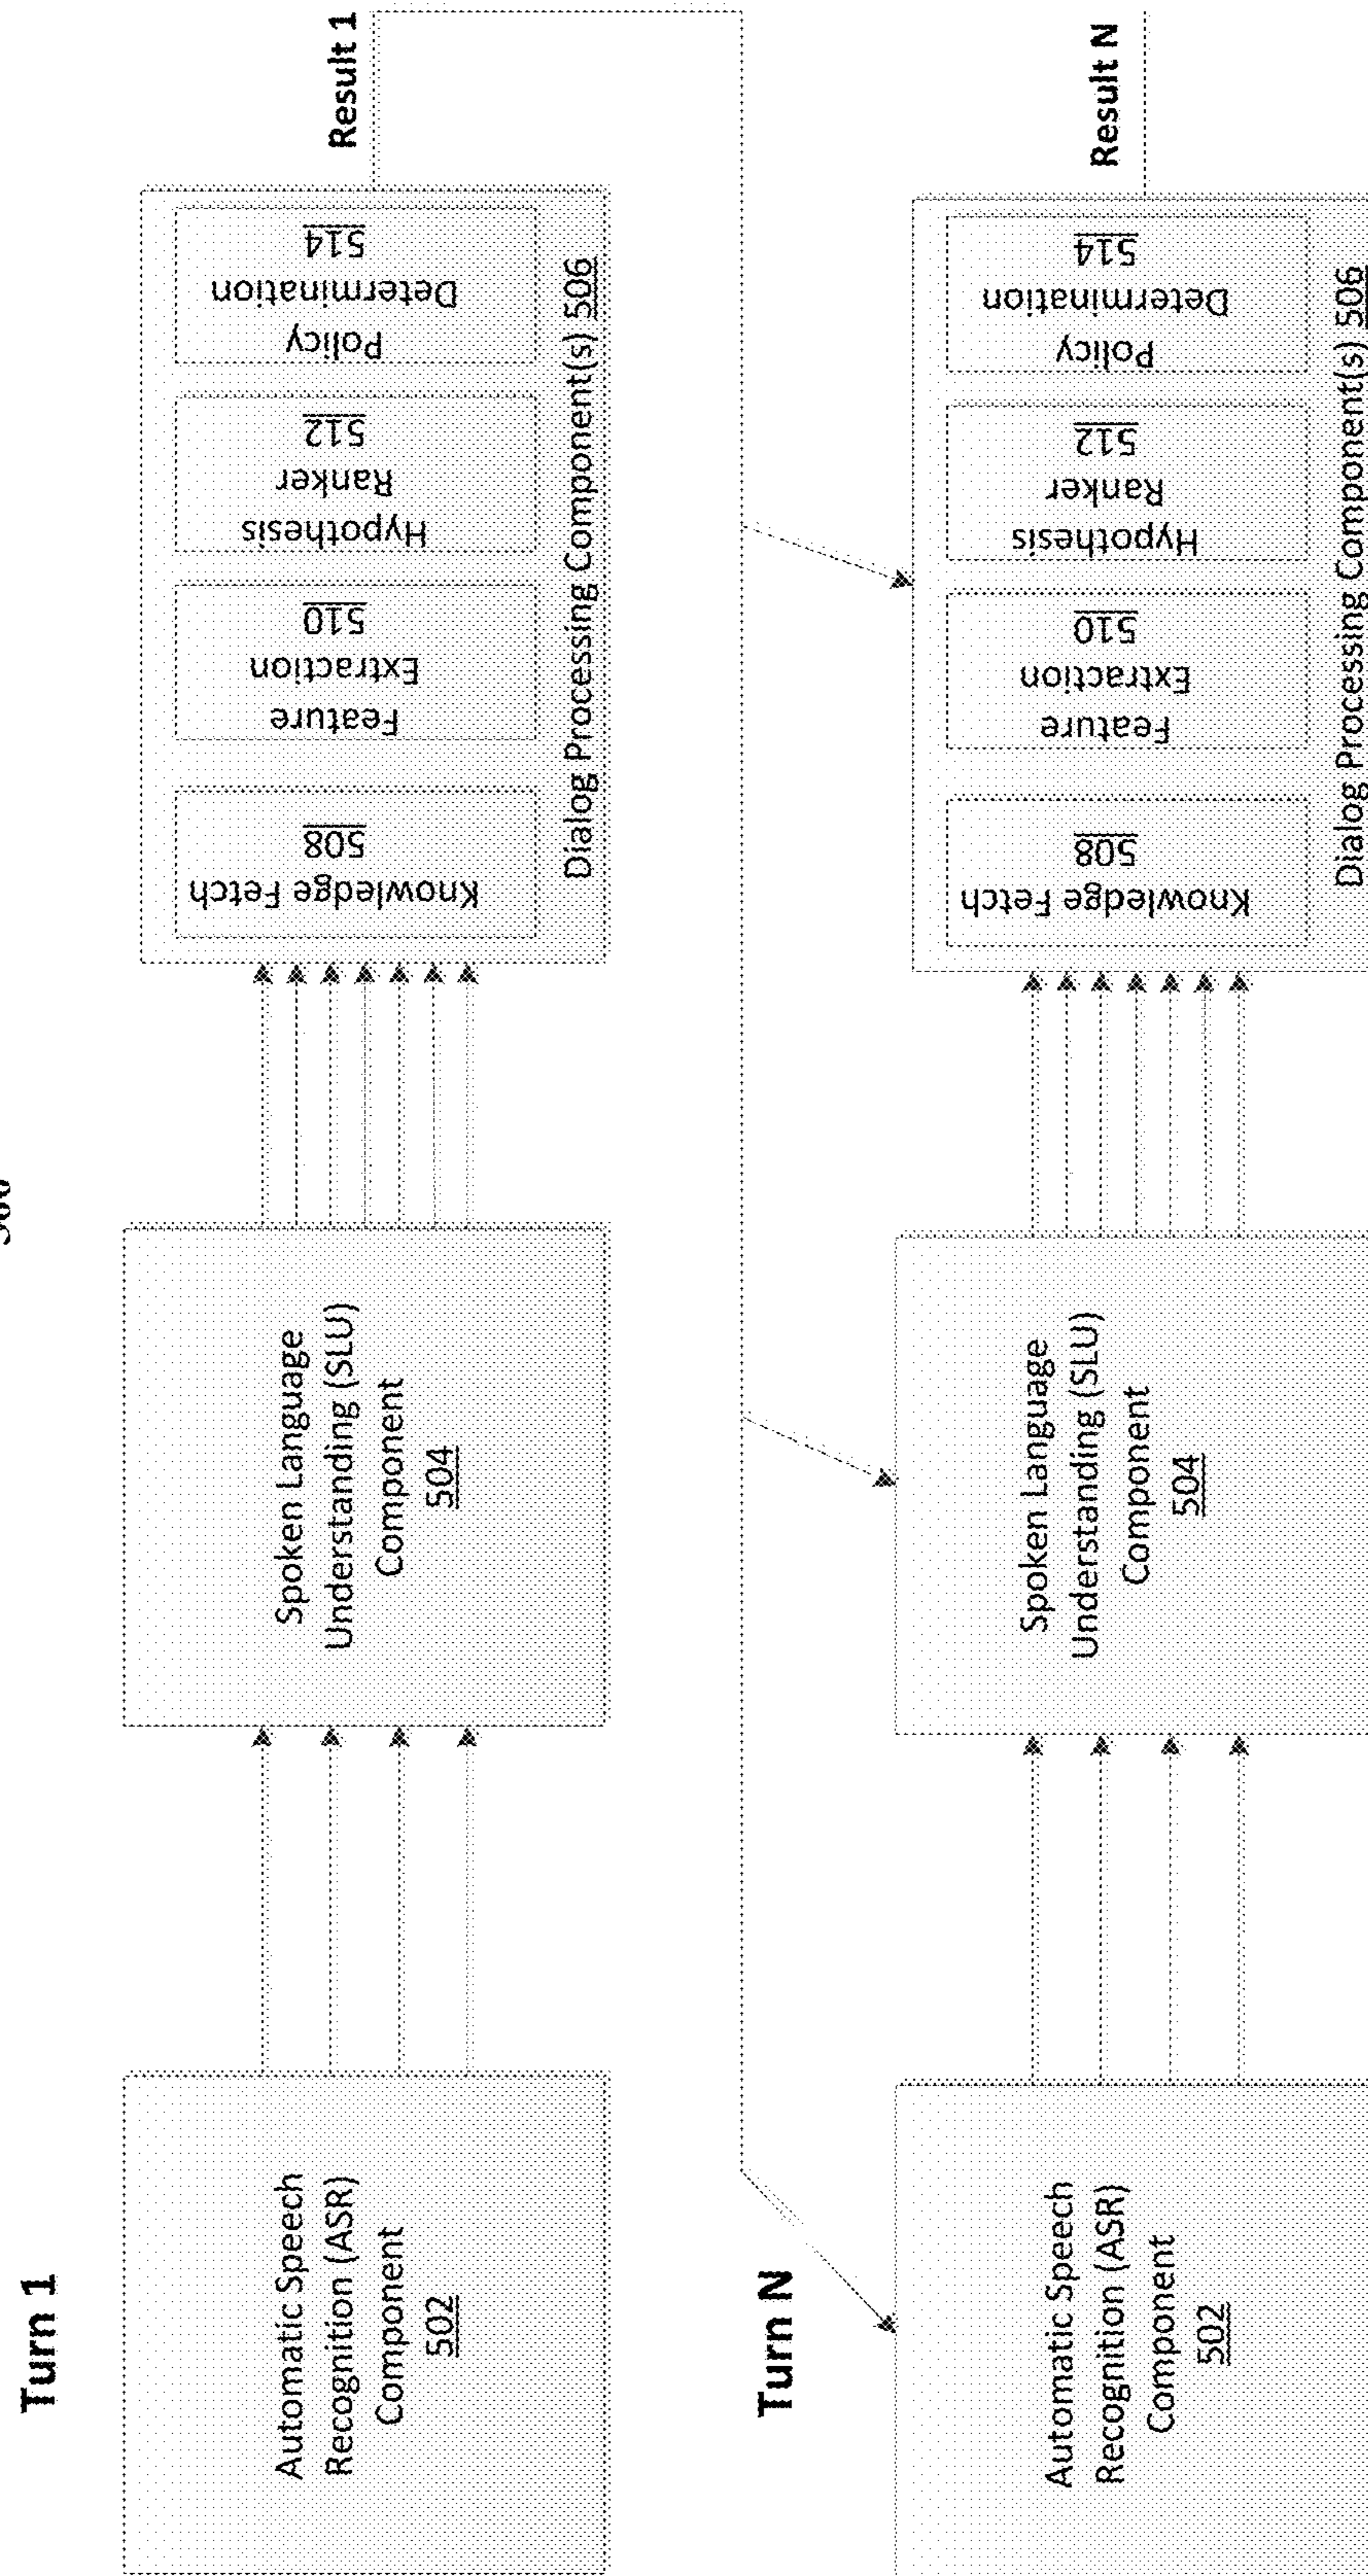 Turn 1
Automatic Speech
Recognition (ASR)
Component
502
Spoken Language
Understanding (SLU)
Component
504
Knowledge Fetch
508
Feature
Extraction
510
Hypothesis
Ranker
512
Policy
Determination
514
Dialog Processing Component(s) 506
Result 1
Turn N
Automatic Speech
Recognition (ASR)
Component
502
Spoken Language
Understanding (SLU)
Component
504
Knowledge Fetch
508
Feature
Extraction
510
Hypothesis
Ranker
512
Policy
Determination
514
Dialog Processing Component(s) 506
Result N